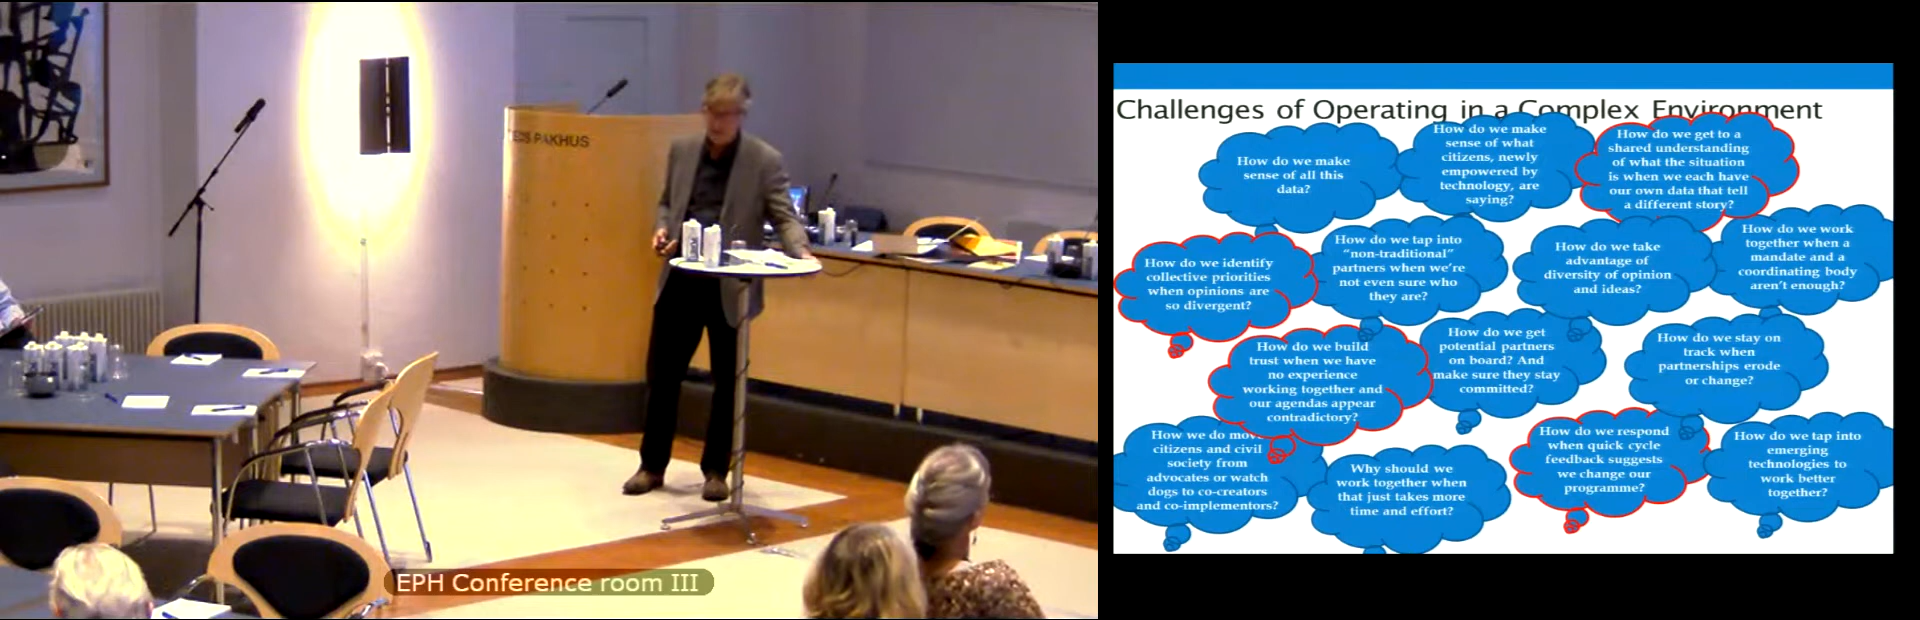 EDS PAKHUS
EPH Conference room III
Challenges of Operating in a Complex Environment
How do we make
sense of all this
data?
How do we make
sense of what
citizens, newly
empowered by
technology, are
saying?
How do we get to a
shared understanding
of what the situation
is when we each have
our own data that tell
a different story?
How do we identify
collective priorities
when opinions are
so divergent?
How do we tap into
“non-traditional”
partners when we’re
not even sure who
they are?
How do we take
advantage of
diversity of opinion
and ideas?
How do we work
together when a
mandate and a
coordinating body
aren’t enough?
How do we build
trust when we have
no experience
working together and
our agendas appear
contradictory?
How do we get
potential partners
on board? And
make sure they stay
committed?
How do we stay on
track when
partnerships erode
or change?
How we do move
citizens and civil
society from
advocates or watch
dogs to co-creators
and co-implementors?
Why should we
work together when
that just takes more
time and effort?
How do we respond
when quick cycle
feedback suggests
we change our
programme?
How do we tap into
emerging
technologies to
work better
together?